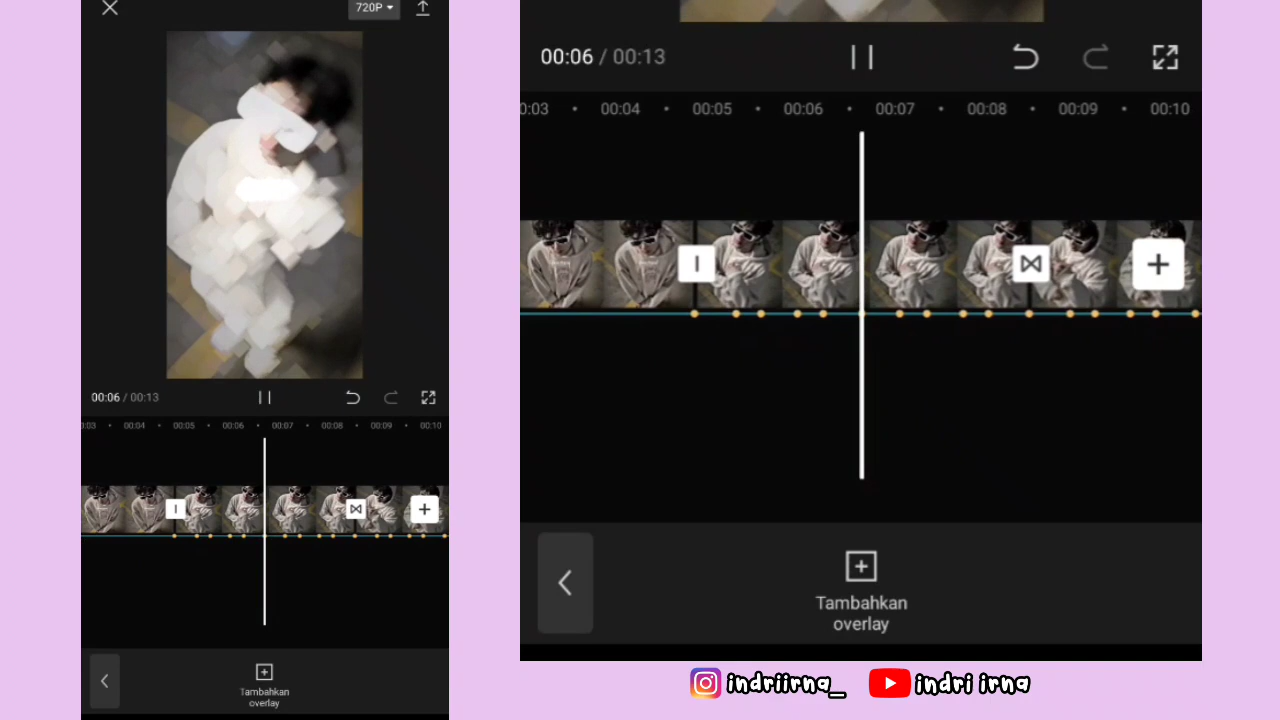 720P
00:06 / 00:13
0:03 00:04 00:05 00:06 00:07 00:08 00:09 00:10
Tambahkan
overlay
00:06 / 00:13
0:03 00:04 00:05 00:06 00:07 00:08 00:09 00:10
Tambahkan
overlay
indriirna_ indri irna